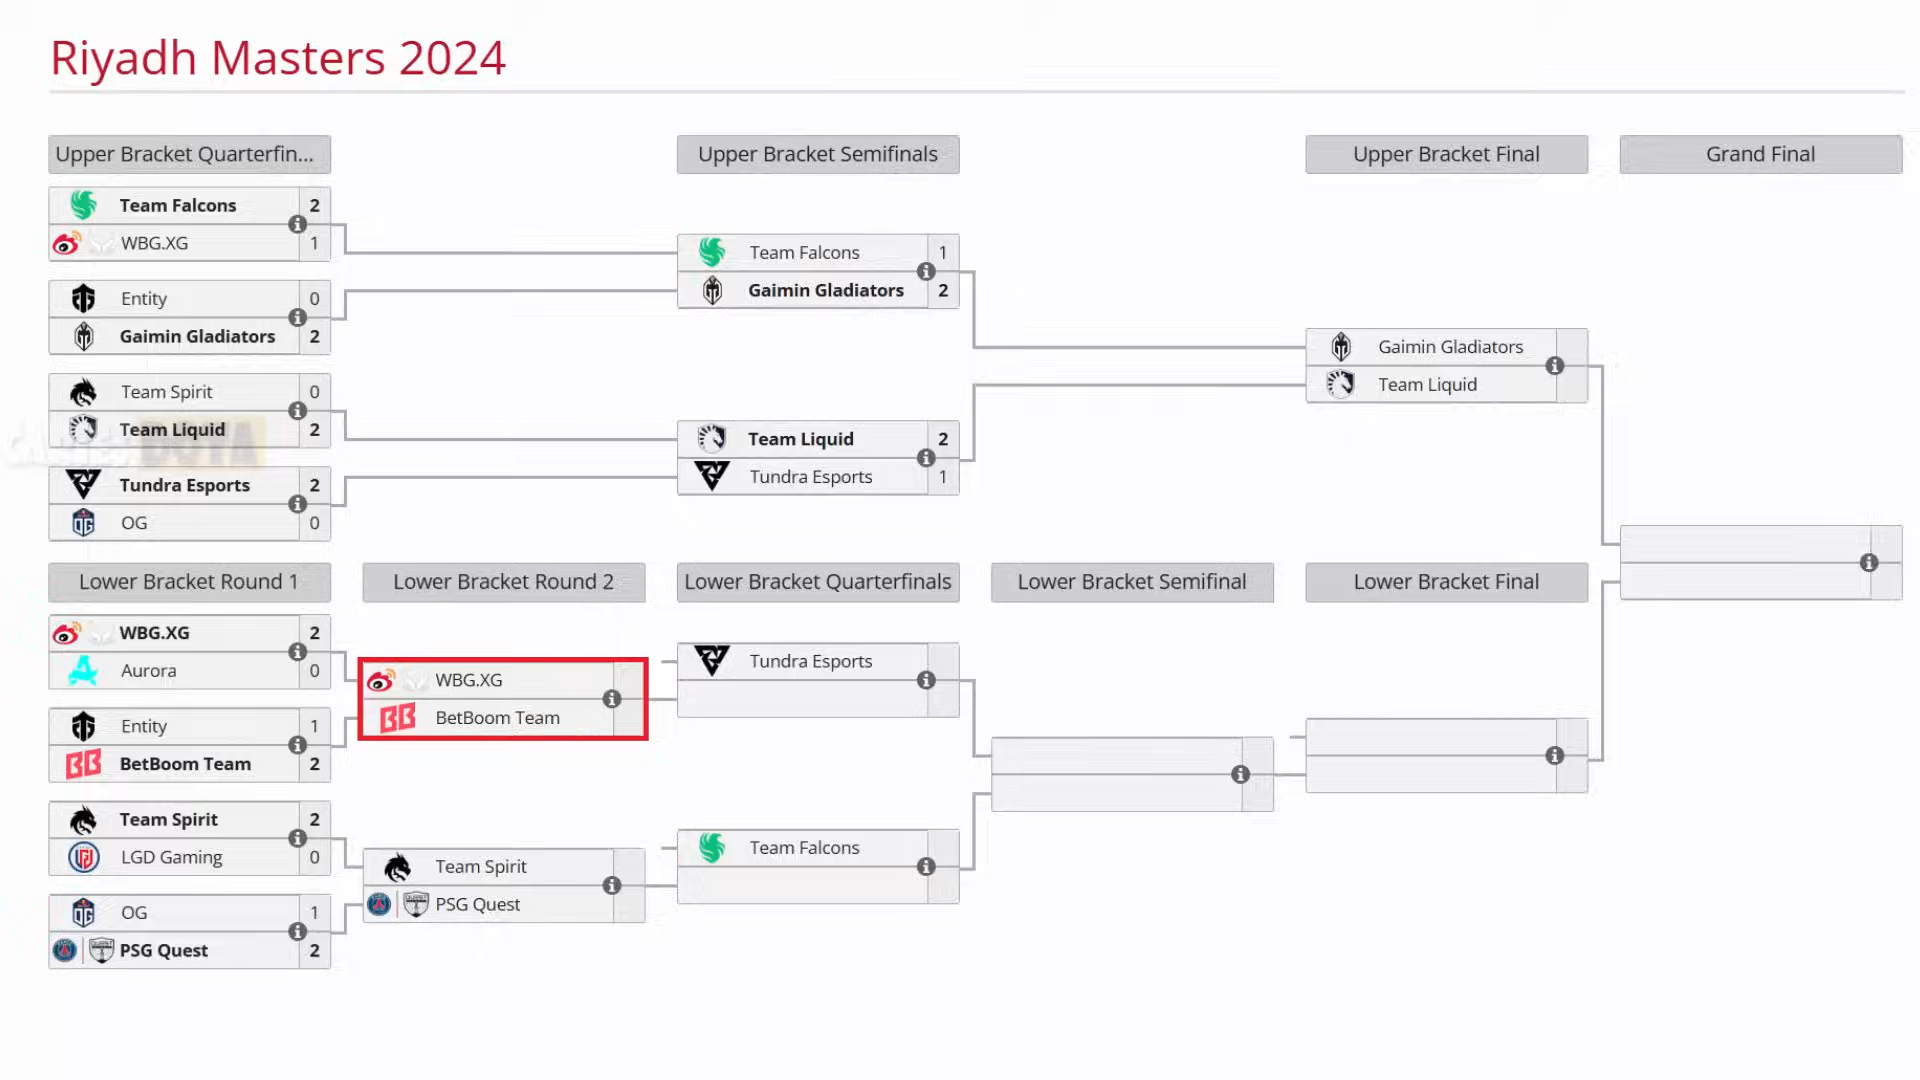 Riyadh Masters 2024
Upper Bracket Quarterfin...
Upper Bracket Semifinals
Upper Bracket Final
Grand Final
Team Falcons 2
WBG.XG 1
Entity 0
Gaimin Gladiators 2
Team Spirit 0
Team Liquid 2
Tundra Esports 2
OG 0
Team Falcons 1
Gaimin Gladiators 2
Team Liquid 2
Tundra Esports 1
Gaimin Gladiators
Team Liquid
DOTA
Lower Bracket Round 1
Lower Bracket Round 2
Lower Bracket Quarterfinals
Lower Bracket Semifinal
Lower Bracket Final
WBG.XG 2
Aurora 0
Entity 1
BetBoom Team 2
Team Spirit 2
LGD Gaming 0
OG 1
PSG Quest 2
WBG.XG
BetBoom Team
Team Spirit
PSG Quest
Tundra Esports
Team Falcons